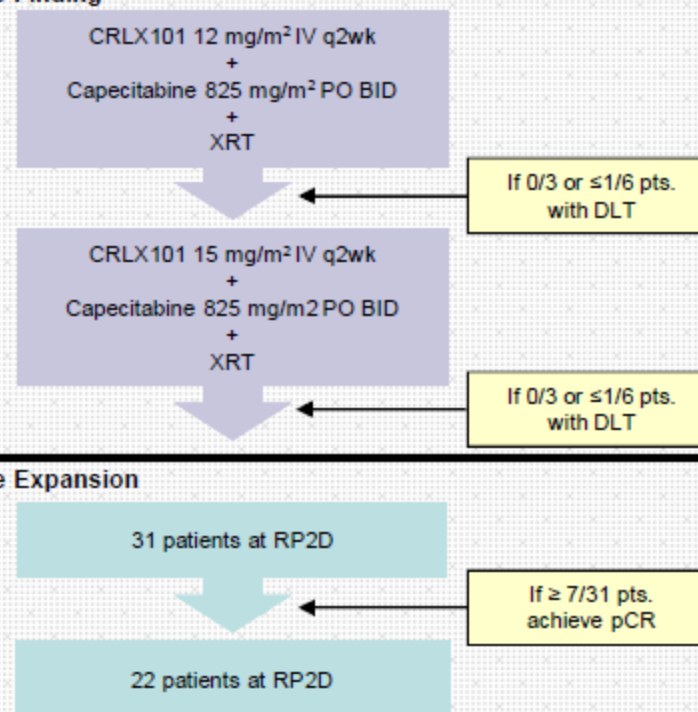 CRLX101 12 mg/m² IV q2wk
+
Capecitabine 825 mg/m² PO BID
+
XRT
If 0/3 or ≤1/6 pts.
with DLT
CRLX101 15 mg/m² IV q2wk
+
Capecitabine 825 mg/m2 PO BID
+
XRT
If 0/3 or ≤1/6 pts.
with DLT
e Expansion
31 patients at RP2D
If ≥ 7/31 pts.
achieve pCR
22 patients at RP2D